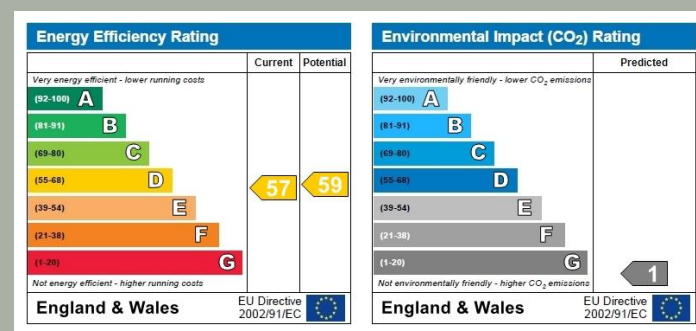 Energy Efficiency Rating
Current Potential
Very energy efficient - lower running costs
(92-100) A
(81-91) B
(69-80) C
(55-68) D 57 59
(39-54) E
(21-38) F
(1-20) G
Not energy efficient - higher running costs
England & Wales
EU Directive
2002/91/EC
Environmental Impact (CO₂) Rating
Predicted
Very environmentally friendly - lower CO₂ emissions
(92-100) A
(81-91) B
(69-80) C
(55-68) D
(39-54) E
(21-38) F
(1-20) G 1
Not environmentally friendly - higher CO₂ emissions
England & Wales
EU Directive
2002/91/EC